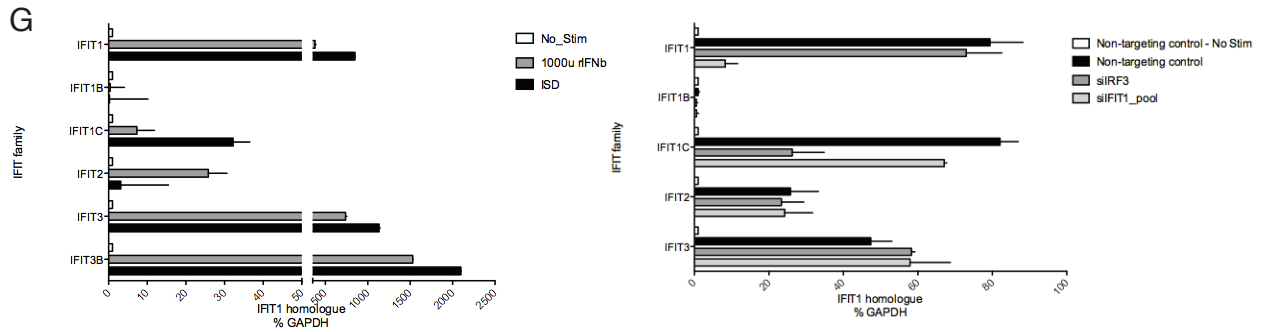 G
IFIT family
IFIT1
IFIT1B
IFIT1C
IFIT2
IFIT3
IFIT3B
0 10 20 30 40 50 500 1000 1500 2000 2500
IFIT1 homologue
% GAPDH
No_Stim
1000u rIFNb
ISD
IFIT family
IFIT1
IFIT1B
IFIT1C
IFIT2
IFIT3
0 20 40 60 80 100
IFIT1 homologue
% GAPDH
Non-targeting control - No Stim
Non-targeting control
siIRF3
siIFIT1_pool